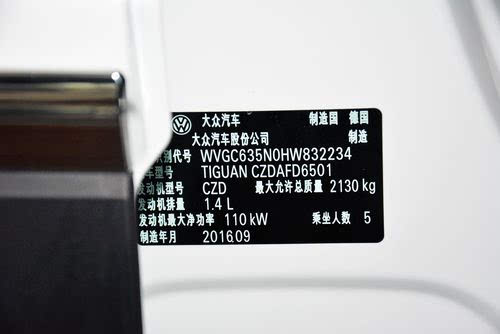 大众汽车 制造国 德国
大众汽车股份公司 制造
识别代号 WVGC635N0HW832234
车型型号 TIGUAN CZDAFD6501
发动机型号 CZD 最大允许总质量 2130 kg
发动机排量 1.4 L
发动机最大净功率 110 kW 乘坐人数 5
制造年月 2016.09